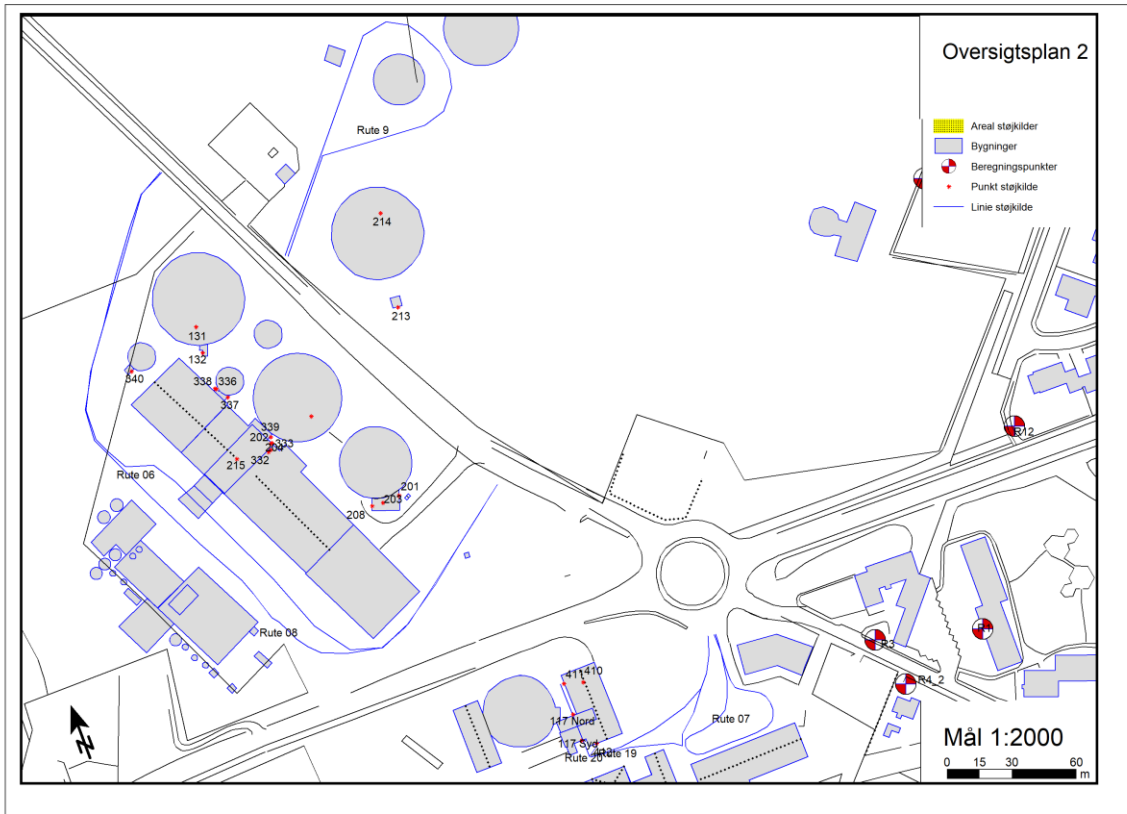 Oversigtsplan 2
Areal støjkilder
Bygninger
Beregningspunkter
Punkt støjkilde
Linie støjkilde
Rute 9
214
213
131
132
340
338 336
337
339
202 333
204
215 332
Rute 06
201
203
208
R12
Rute 08
R3
R4_2
411 410
117 Nord
Rute 07
117 Syd
Rute 19
Rute 20
N
Mål 1:2000
0 15 30 60
m